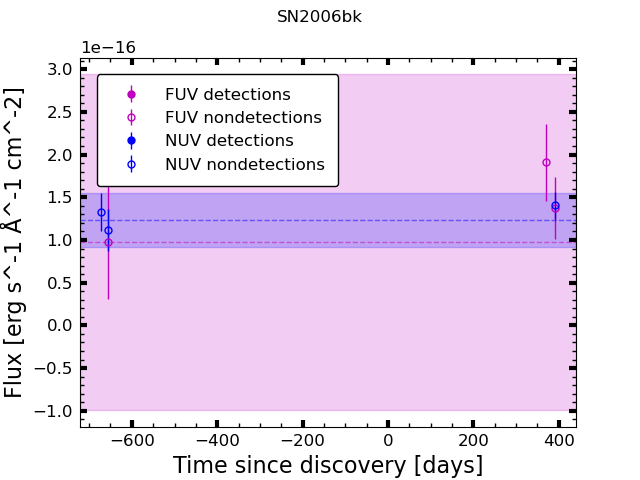 SN2006bk
1e−16
3.0
2.5
2.0
1.5
1.0
0.5
0.0
−0.5
−1.0
Flux [erg s^-1 Å^-1 cm^-2]
FUV detections
FUV nondetections
NUV detections
NUV nondetections
−600
−400
−200
0
200
400
Time since discovery [days]